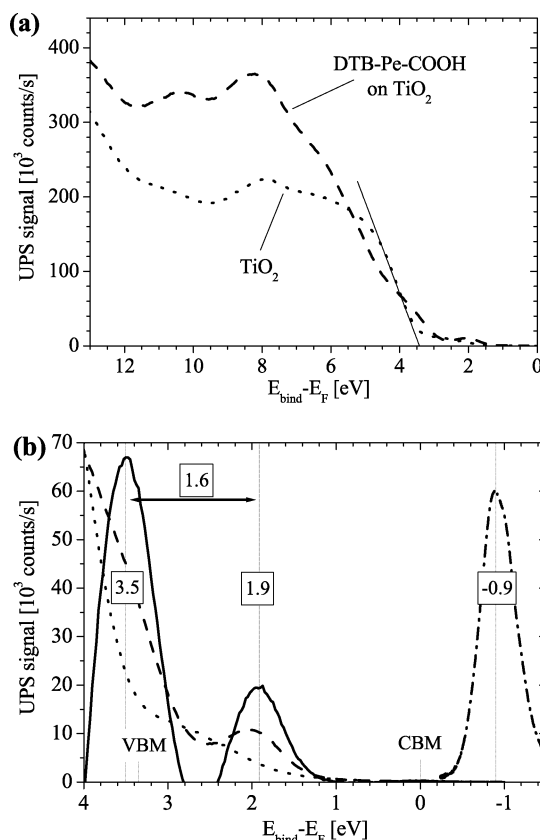 (a)
UPS signal [10³ counts/s]
400
300
200
100
0
DTB-Pe-COOH
on TiO₂
TiO₂
12 10 8 6 4 2 0
E_bind-E_F [eV]
(b)
UPS signal [10³ counts/s]
70
60
50
40
30
20
10
0
1.6
3.5
1.9
-0.9
VBM
CBM
4 3 2 1 0 -1
E_bind-E_F [eV]